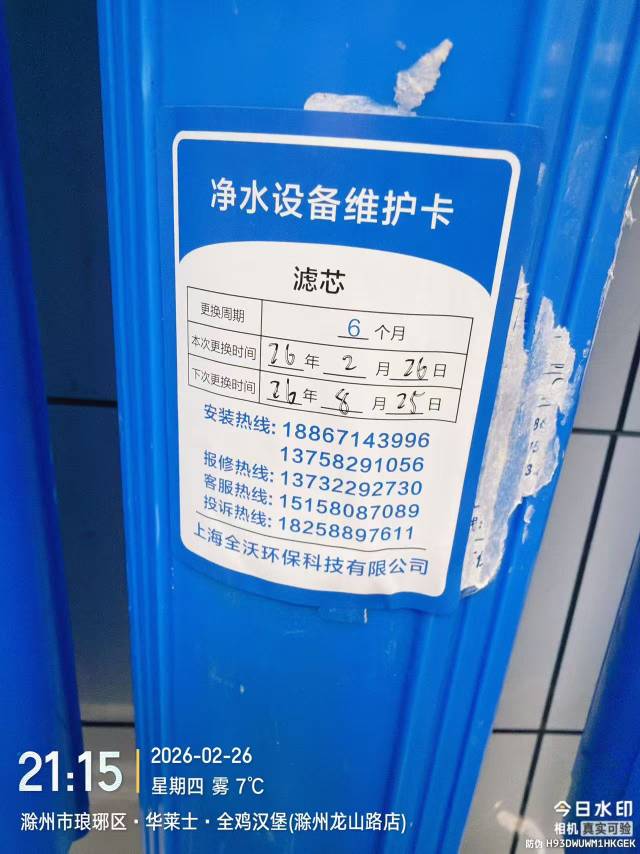 净水设备维护卡
滤芯
更换周期 6 个月
本次更换时间 26 年 2 月 26 日
下次更换时间 26 年 8 月 25 日
安装热线: 18867143996
13758291056
报修热线: 13732292730
客服热线: 15158087089
投诉热线: 18258897611
上海全沃环保科技有限公司
21:15
2026-02-26
星期四 雾 7℃
滁州市琅琊区·华莱士·全鸡汉堡(滁州龙山路店)
今日水印
相机 真实可验
防伪 H93DWUWM1HKGEK